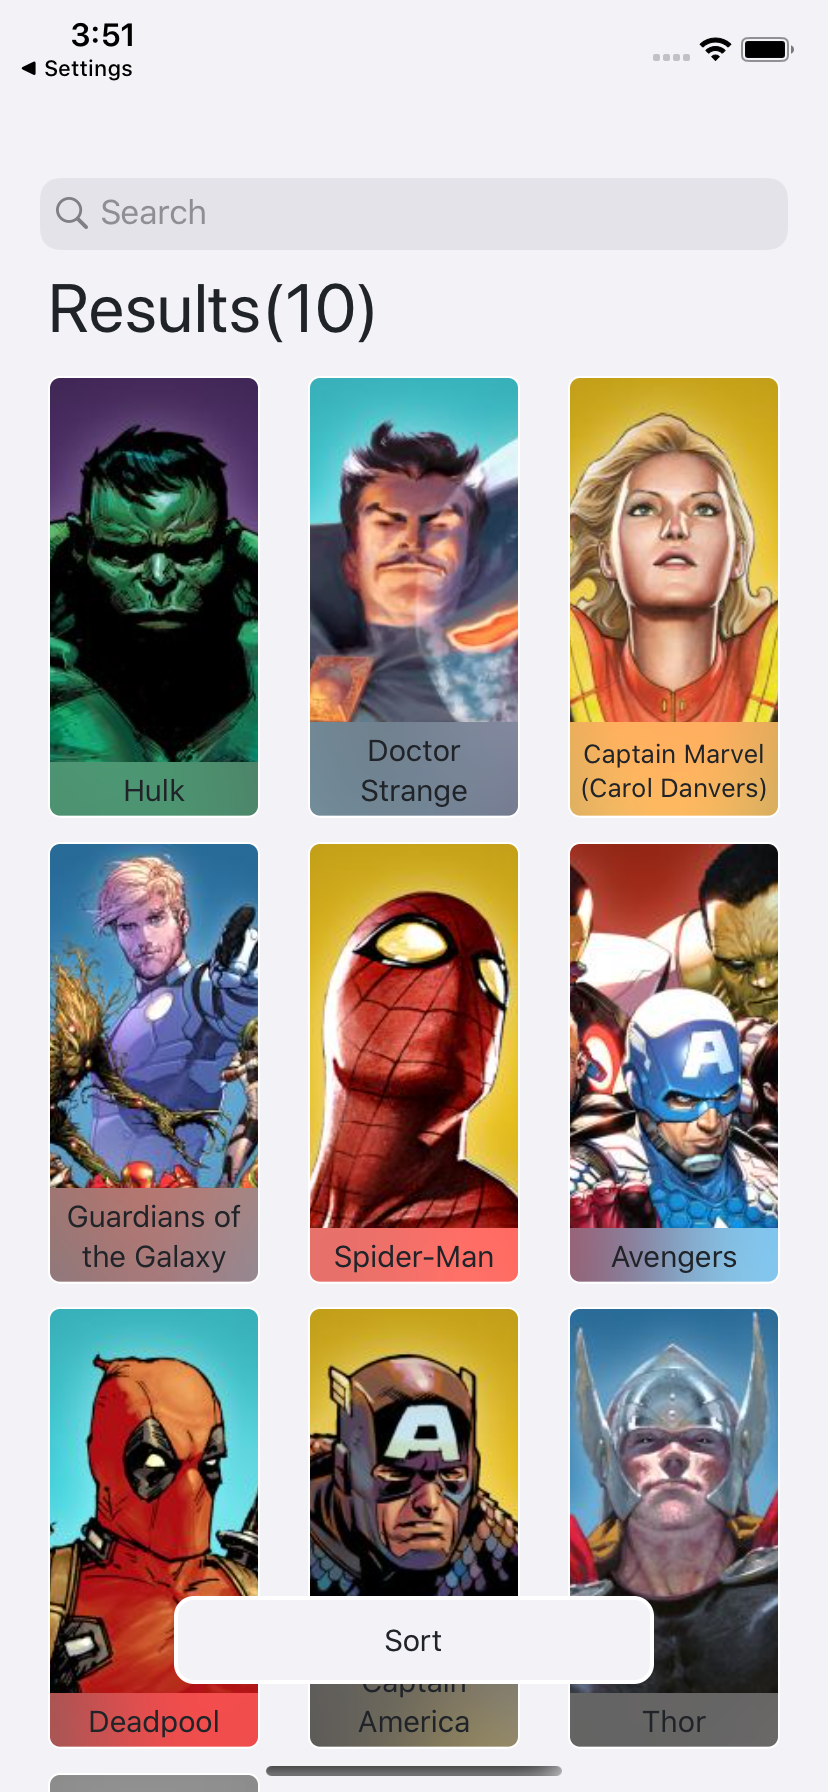 3:51
Settings
Search
Results(10)
Hulk
Doctor
Strange
Captain Marvel
(Carol Danvers)
Guardians of
the Galaxy
Spider-Man
A
Avengers
A
Sort
Deadpool
Captain
America
Thor